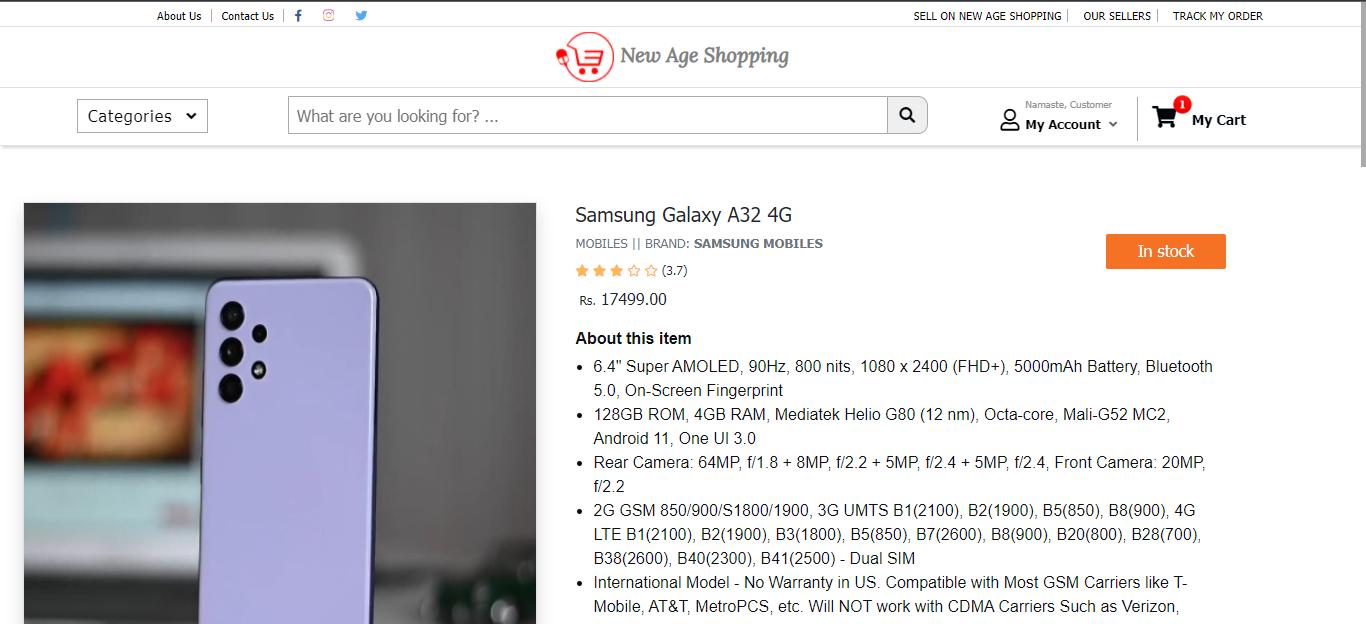 About Us
Contact Us
SELL ON NEW AGE SHOPPING
OUR SELLERS
TRACK MY ORDER
New Age Shopping
Categories
What are you looking for? ...
Namaste, Customer
My Account
1
My Cart
Samsung Galaxy A32 4G
MOBILES || BRAND: SAMSUNG MOBILES
In stock
(3.7)
Rs. 17499.00
About this item
6.4" Super AMOLED, 90Hz, 800 nits, 1080 x 2400 (FHD+), 5000mAh Battery, Bluetooth
5.0, On-Screen Fingerprint
128GB ROM, 4GB RAM, Mediatek Helio G80 (12 nm), Octa-core, Mali-G52 MC2,
Android 11, One UI 3.0
Rear Camera: 64MP, f/1.8 + 8MP, f/2.2 + 5MP, f/2.4 + 5MP, f/2.4, Front Camera: 20MP,
f/2.2
2G GSM 850/900/S1800/1900, 3G UMTS B1(2100), B2(1900), B5(850), B8(900), 4G
LTE B1(2100), B2(1900), B3(1800), B5(850), B7(2600), B8(900), B20(800), B28(700),
B38(2600), B40(2300), B41(2500) - Dual SIM
International Model - No Warranty in US. Compatible with Most GSM Carriers like T-
Mobile, AT&T, MetroPCS, etc. Will NOT work with CDMA Carriers Such as Verizon,